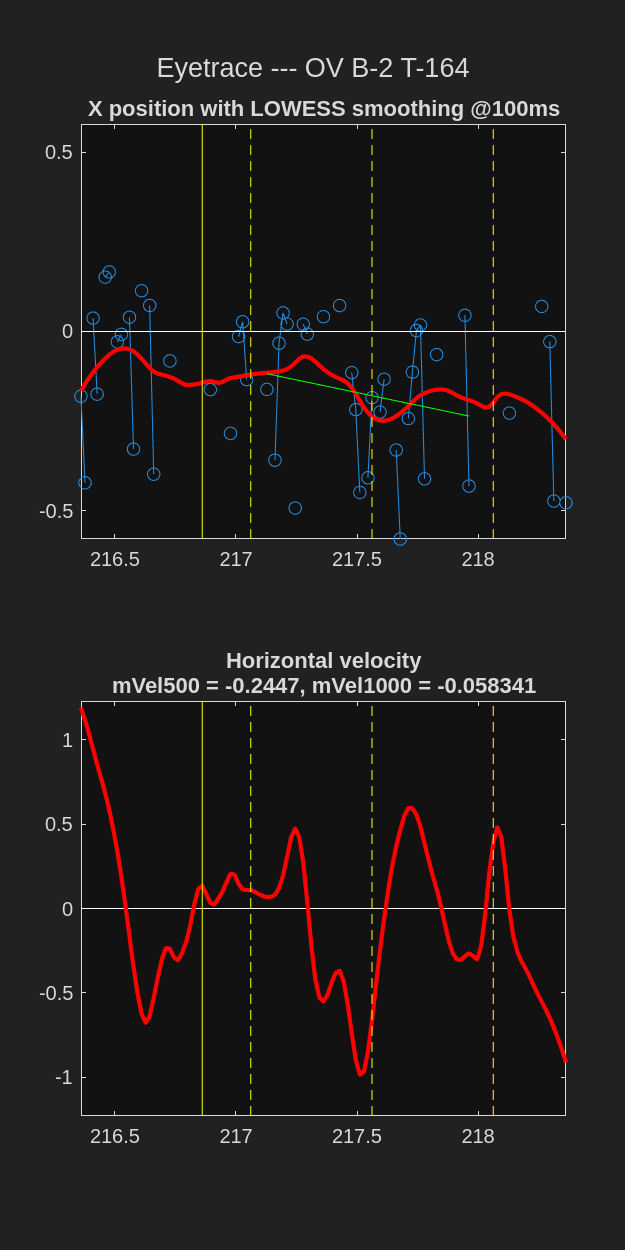 Eyetrace --- OV B-2 T-164
X position with LOWESS smoothing @100ms
0.5
0
-0.5
216.5 217 217.5 218
Horizontal velocity
mVel500 = -0.2447, mVel1000 = -0.058341
1
0.5
0
-0.5
-1
216.5 217 217.5 218